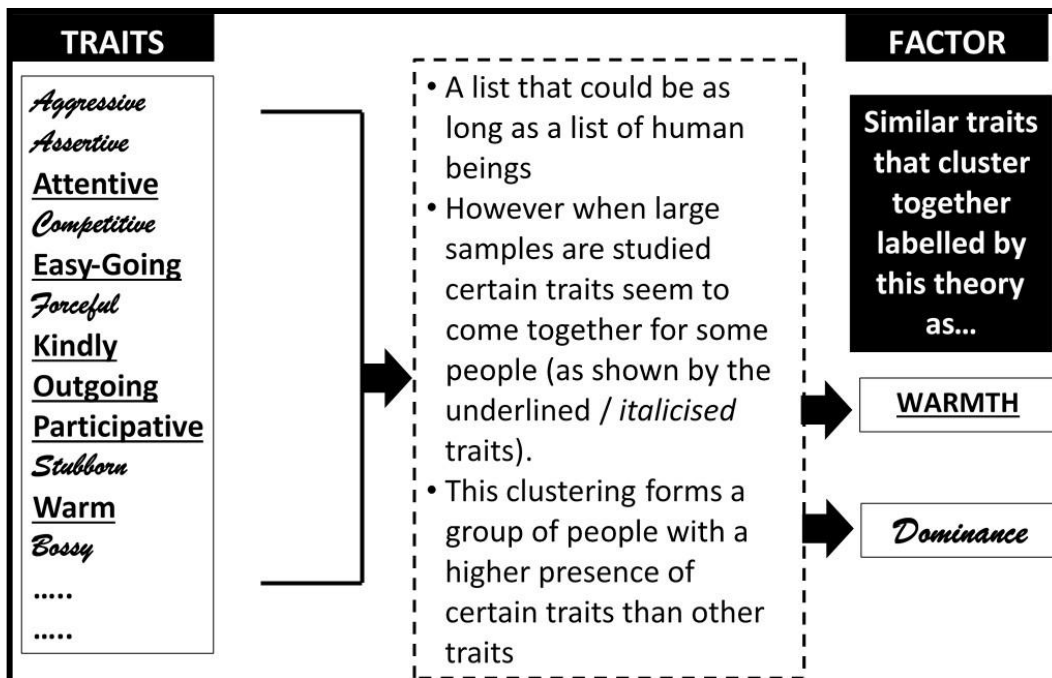 TRAITS
Aggressive
Assertive
Attentive
Competitive
Easy-Going
Forceful
Kindly
Outgoing
Participative
Stubborn
Warm
Bossy
.....
.....
• A list that could be as
long as a list of human
beings
• However when large
samples are studied
certain traits seem to
come together for some
people (as shown by the
underlined / italicised
traits).
• This clustering forms a
group of people with a
higher presence of
certain traits than other
traits
FACTOR
Similar traits
that cluster
together
labelled by
this theory
as...
WARMTH
Dominance